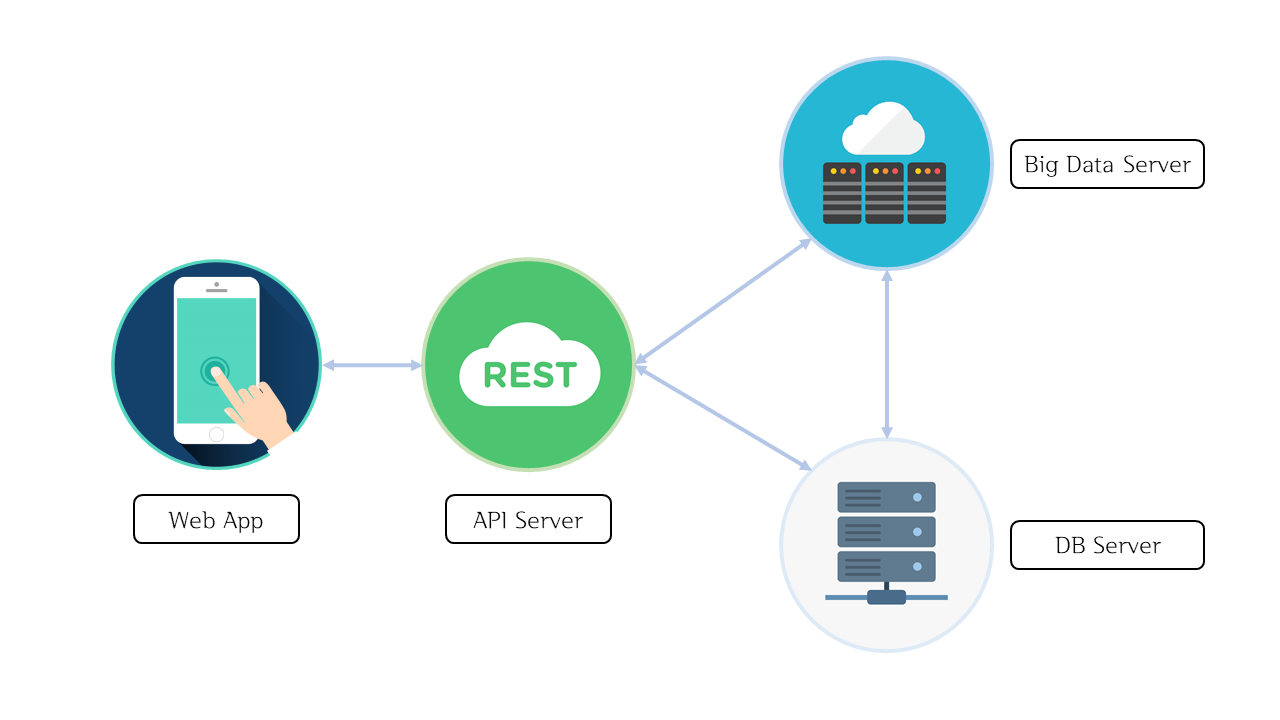 Big Data Server
REST
Web App
API Server
DB Server